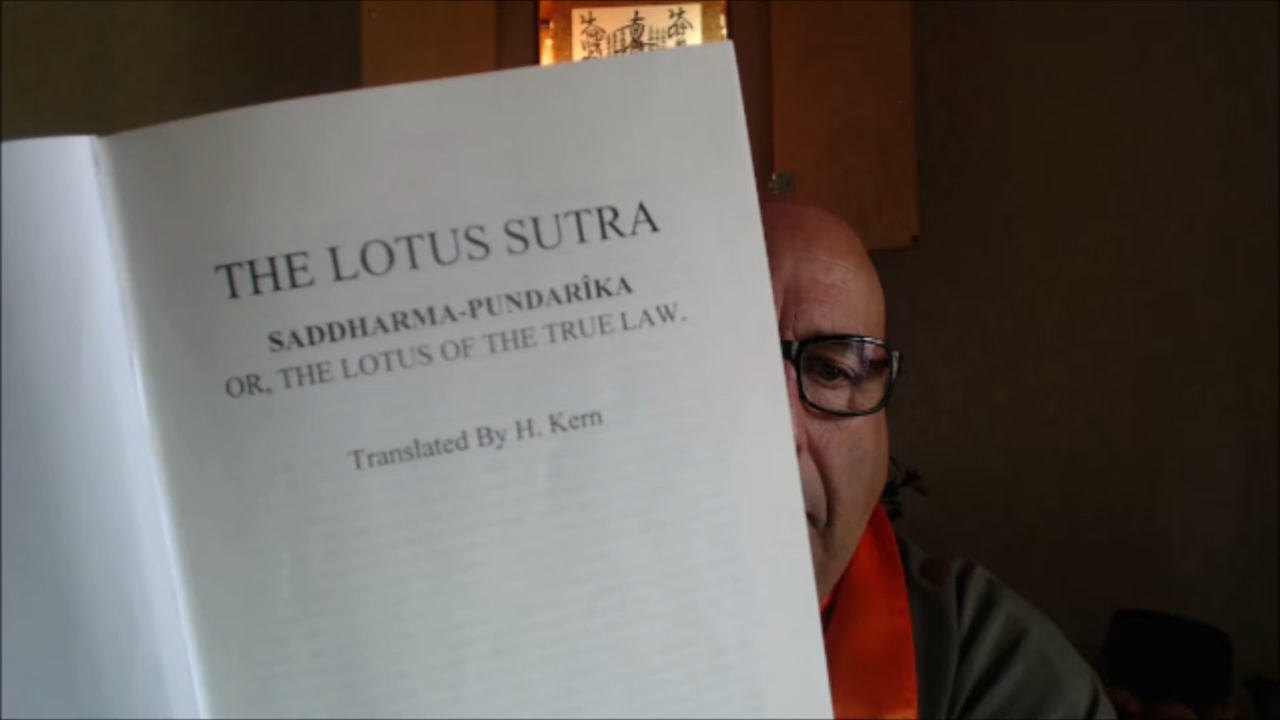 THE LOTUS SUTRA
SADDHARMA-PUNDARÎKA
OR, THE LOTUS OF THE TRUE LAW.
Translated By H. Kern